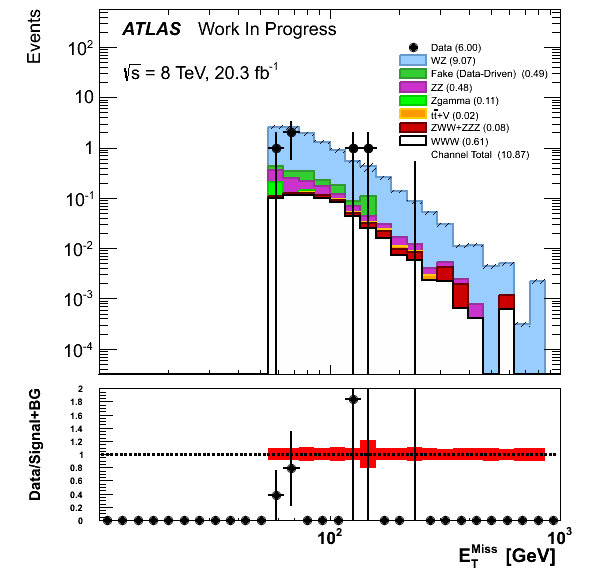 Events
ATLAS Work In Progress
√s = 8 TeV, 20.3 fb⁻¹
Data (6.00)
WZ (9.07)
Fake (Data-Driven) (0.49)
ZZ (0.48)
Zgamma (0.11)
tt̄+V (0.02)
ZWW+ZZZ (0.08)
WWW (0.61)
Channel Total (10.87)
10²
10
1
10⁻¹
10⁻²
10⁻³
10⁻⁴
Data/Signal+BG
2
1.8
1.6
1.4
1.2
1
0.8
0.6
0.4
0.2
0
10² 10³
E_T^Miss [GeV]